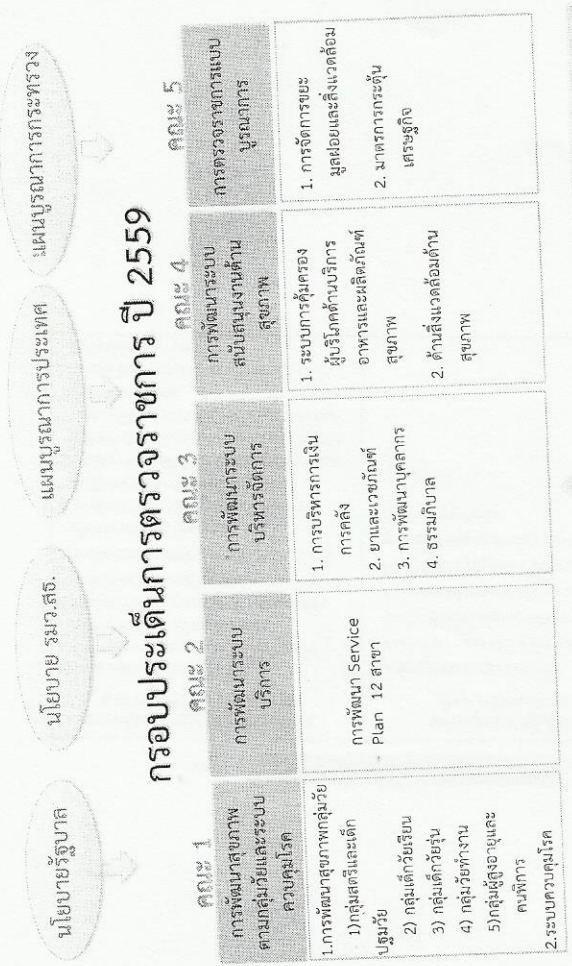 นโยบายรัฐบาล
นโยบาย รมว.สธ.
แผนบูรณาการประเทศ
แผนบูรณาการกระทรวง
กรอบประเด็นการตรวจราชการ ปี 2559
คณะ 1
การพัฒนาสุขภาพ
ตามกลุ่มวัยและระบบ
ควบคุมโรค
1.การพัฒนาสุขภาพกลุ่มวัย
1)กลุ่มสตรีและเด็ก
ปฐมวัย
2) กลุ่มเด็กวัยเรียน
3) กลุ่มเด็กวัยรุ่น
4) กลุ่มวัยทำงาน
5)กลุ่มผู้สูงอายุและ
คนพิการ
2.ระบบควบคุมโรค
คณะ 2
การพัฒนาระบบ
บริการ
การพัฒนา Service
Plan 12 สาขา
คณะ 3
การพัฒนาระบบ
บริหารจัดการ
1. การบริหารการเงิน
การคลัง
2. ยาและเวชภัณฑ์
3. การพัฒนาบุคลากร
4. ธรรมภิบาล
คณะ 4
การพัฒนาระบบ
สนับสนุนงานด้าน
สุขภาพ
1. ระบบการคุ้มครอง
ผู้บริโภคด้านบริการ
อาหารและผลิตภัณฑ์
สุขภาพ
2. ด้านสิ่งแวดล้อมด้าน
สุขภาพ
คณะ 5
การตรวจราชการแบบ
บูรณาการ
1. การจัดการขยะ
มูลฝอยและสิ่งแวดล้อม
2. มาตรการกระตุ้น
เศรษฐกิจ